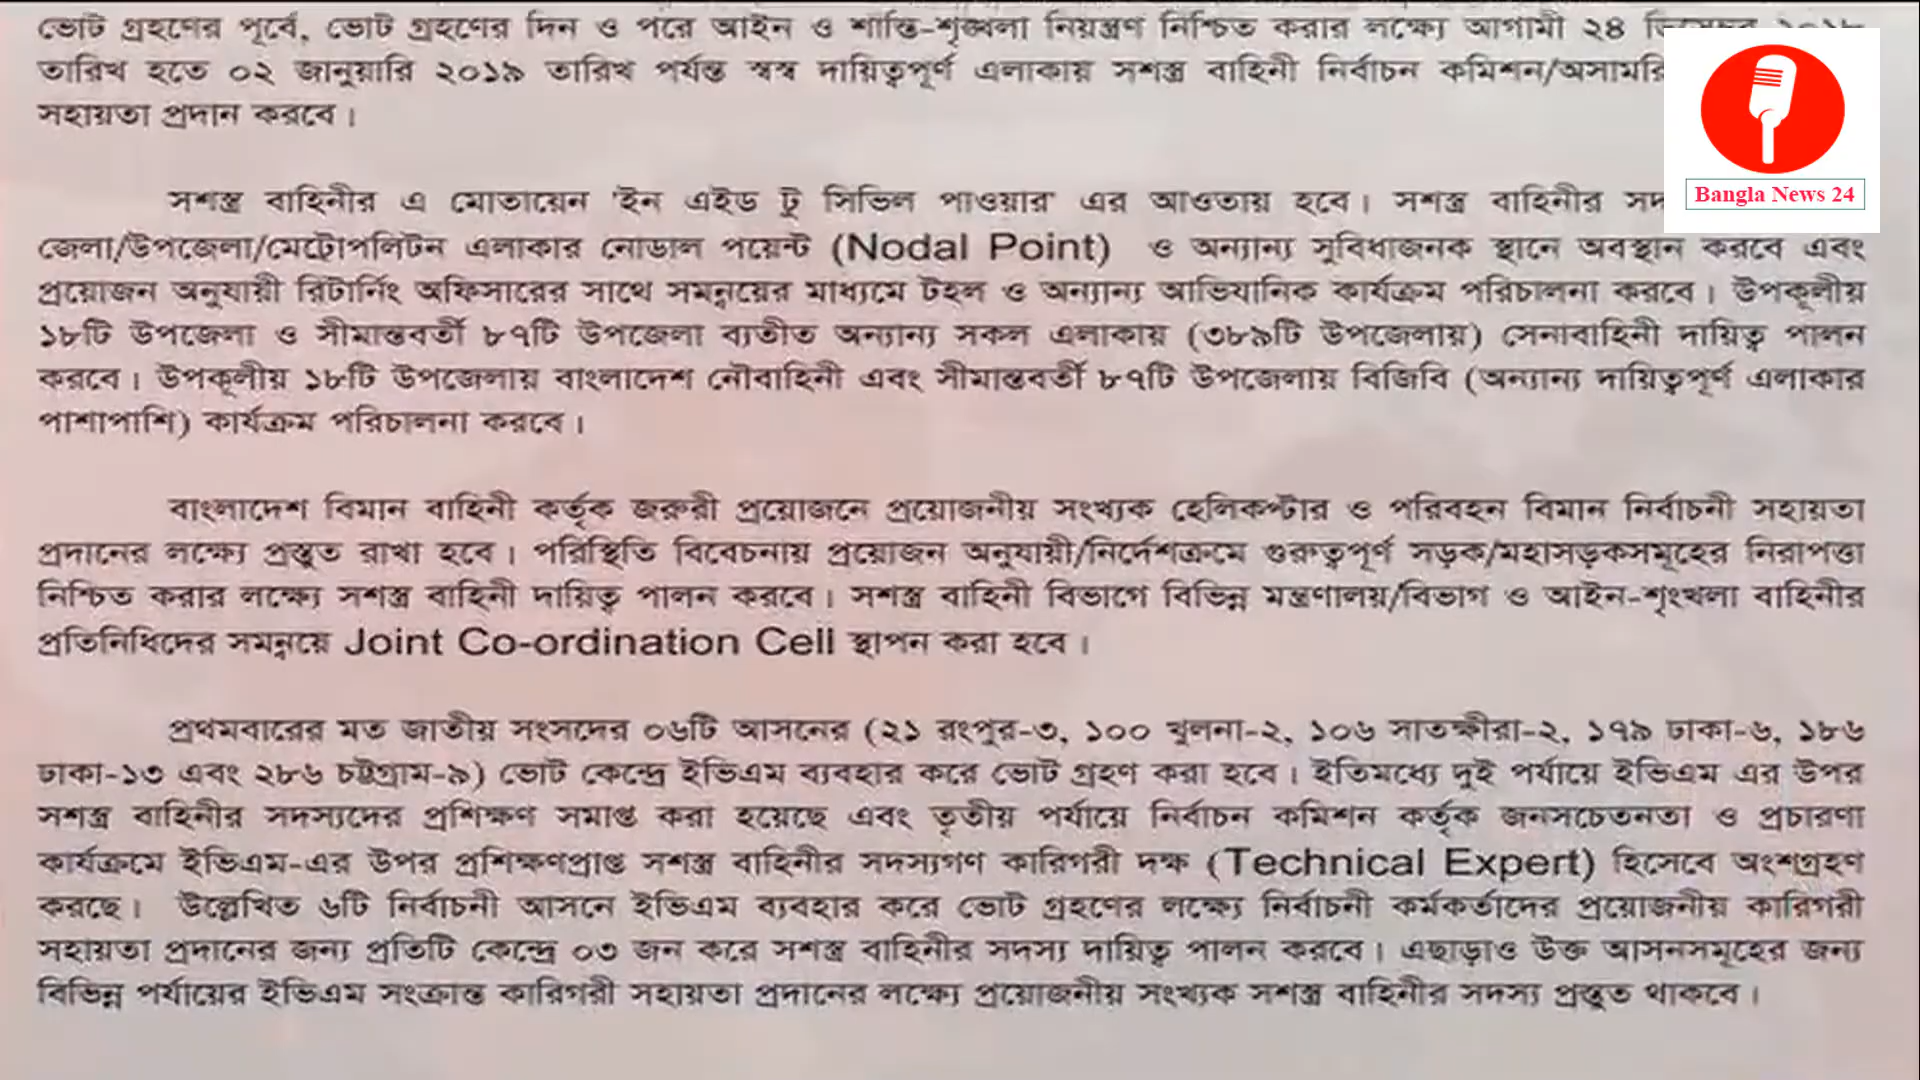 ভোট গ্রহণের পূর্বে, ভোট গ্রহণের দিন ও পরে আইন ও শান্তি-শৃঙ্খলা নিয়ন্ত্রণ নিশ্চিত করার লক্ষ্যে আগামী ২৪ ডিসেম্বর ২০১৮
তারিখ হতে ০২ জানুয়ারি ২০১৯ তারিখ পর্যন্ত স্বস্ব দায়িত্বপূর্ণ এলাকায় সশস্ত্র বাহিনী নির্বাচন কমিশন/অসামরি
সহায়তা প্রদান করবে।
সশস্ত্র বাহিনীর এ মোতায়েন 'ইন এইড টু সিভিল পাওয়ার' এর আওতায় হবে। সশস্ত্র বাহিনীর সদ
জেলা/উপজেলা/মেট্রোপলিটন এলাকার নোডাল পয়েন্ট (Nodal Point) ও অন্যান্য সুবিধাজনক স্থানে অবস্থান করবে এবং
প্রয়োজন অনুযায়ী রিটার্নিং অফিসারের সাথে সমন্বয়ের মাধ্যমে টহল ও অন্যান্য আভিযানিক কার্যক্রম পরিচালনা করবে। উপকূলীয়
১৮টি উপজেলা ও সীমান্তবর্তী ৮৭টি উপজেলা ব্যতীত অন্যান্য সকল এলাকায় (৩৮৯টি উপজেলায়) সেনাবাহিনী দায়িত্ব পালন
করবে। উপকূলীয় ১৮টি উপজেলায় বাংলাদেশ নৌবাহিনী এবং সীমান্তবর্তী ৮৭টি উপজেলায় বিজিবি (অন্যান্য দায়িত্বপূর্ণ এলাকার
পাশাপাশি) কার্যক্রম পরিচালনা করবে।
বাংলাদেশ বিমান বাহিনী কর্তৃক জরুরী প্রয়োজনে প্রয়োজনীয় সংখ্যক হেলিকপ্টার ও পরিবহন বিমান নির্বাচনী সহায়তা
প্রদানের লক্ষ্যে প্রস্তুত রাখা হবে। পরিস্থিতি বিবেচনায় প্রয়োজন অনুযায়ী/নির্দেশক্রমে গুরুত্বপূর্ণ সড়ক/মহাসড়কসমূহের নিরাপত্তা
নিশ্চিত করার লক্ষ্যে সশস্ত্র বাহিনী দায়িত্ব পালন করবে। সশস্ত্র বাহিনী বিভাগে বিভিন্ন মন্ত্রণালয়/বিভাগ ও আইন-শৃংখলা বাহিনীর
প্রতিনিধিদের সমন্বয়ে Joint Co-ordination Cell স্থাপন করা হবে।
প্রথমবারের মত জাতীয় সংসদের ০৬টি আসনের (২১ রংপুর-৩, ১০০ খুলনা-২, ১০৬ সাতক্ষীরা-২, ১৭৯ ঢাকা-৬, ১৮৬
ঢাকা-১৩ এবং ২৮৬ চট্টগ্রাম-৯) ভোট কেন্দ্রে ইভিএম ব্যবহার করে ভোট গ্রহণ করা হবে। ইতিমধ্যে দুই পর্যায়ে ইভিএম এর উপর
সশস্ত্র বাহিনীর সদস্যদের প্রশিক্ষণ সমাপ্ত করা হয়েছে এবং তৃতীয় পর্যায়ে নির্বাচন কমিশন কর্তৃক জনসচেতনতা ও প্রচারণা
কার্যক্রমে ইভিএম-এর উপর প্রশিক্ষণপ্রাপ্ত সশস্ত্র বাহিনীর সদস্যগণ কারিগরী দক্ষ (Technical Expert) হিসেবে অংশগ্রহণ
করছে। উল্লেখিত ৬টি নির্বাচনী আসনে ইভিএম ব্যবহার করে ভোট গ্রহণের লক্ষ্যে নির্বাচনী কর্মকর্তাদের প্রয়োজনীয় কারিগরী
সহায়তা প্রদানের জন্য প্রতিটি কেন্দ্রে ০৩ জন করে সশস্ত্র বাহিনীর সদস্য দায়িত্ব পালন করবে। এছাড়াও উক্ত আসনসমূহের জন্য
বিভিন্ন পর্যায়ের ইভিএম সংক্রান্ত কারিগরী সহায়তা প্রদানের লক্ষ্যে প্রয়োজনীয় সংখ্যক সশস্ত্র বাহিনীর সদস্য প্রস্তুত থাকবে।
Bangla News 24